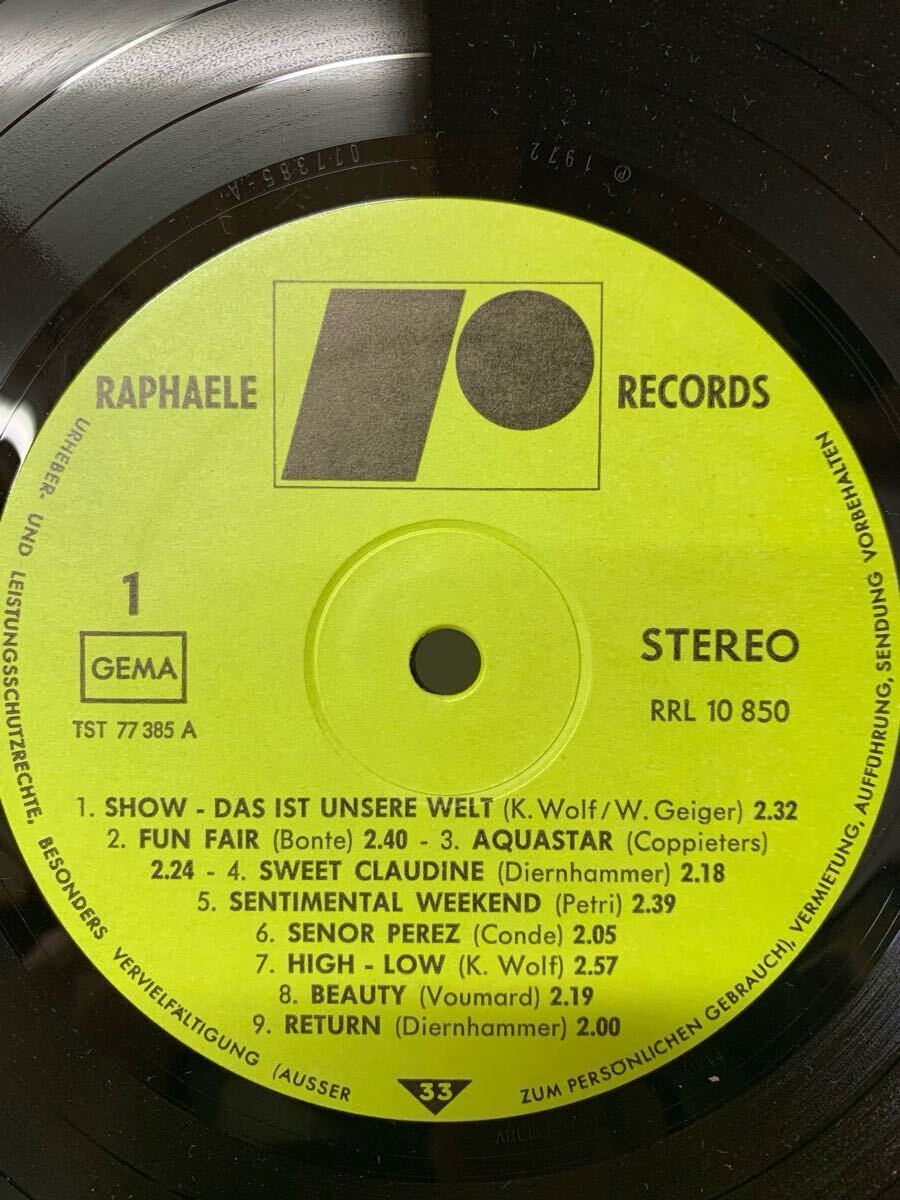 077385-A
℗ 1972
RAPHAELE RECORDS
1
GEMA
TST 77 385 A
STEREO
RRL 10 850
1. SHOW - DAS IST UNSERE WELT (K. Wolf/W. Geiger) 2.32
2. FUN FAIR (Bonte) 2.40 - 3. AQUASTAR (Coppieters)
2.24 - 4. SWEET CLAUDINE (Diernhammer) 2.18
5. SENTIMENTAL WEEKEND (Petri) 2.39
6. SENOR PEREZ (Conde) 2.05
7. HIGH - LOW (K. Wolf) 2.57
8. BEAUTY (Voumard) 2.19
9. RETURN (Diernhammer) 2.00
33
URHEBER- UND LEISTUNGSSCHUTZRECHTE, BESONDERS VERVIELFÄLTIGUNG (AUSSER ZUM PERSÖNLICHEN GEBRAUCH), VERMIETUNG, AUFFÜHRUNG, SENDUNG VORBEHALTEN